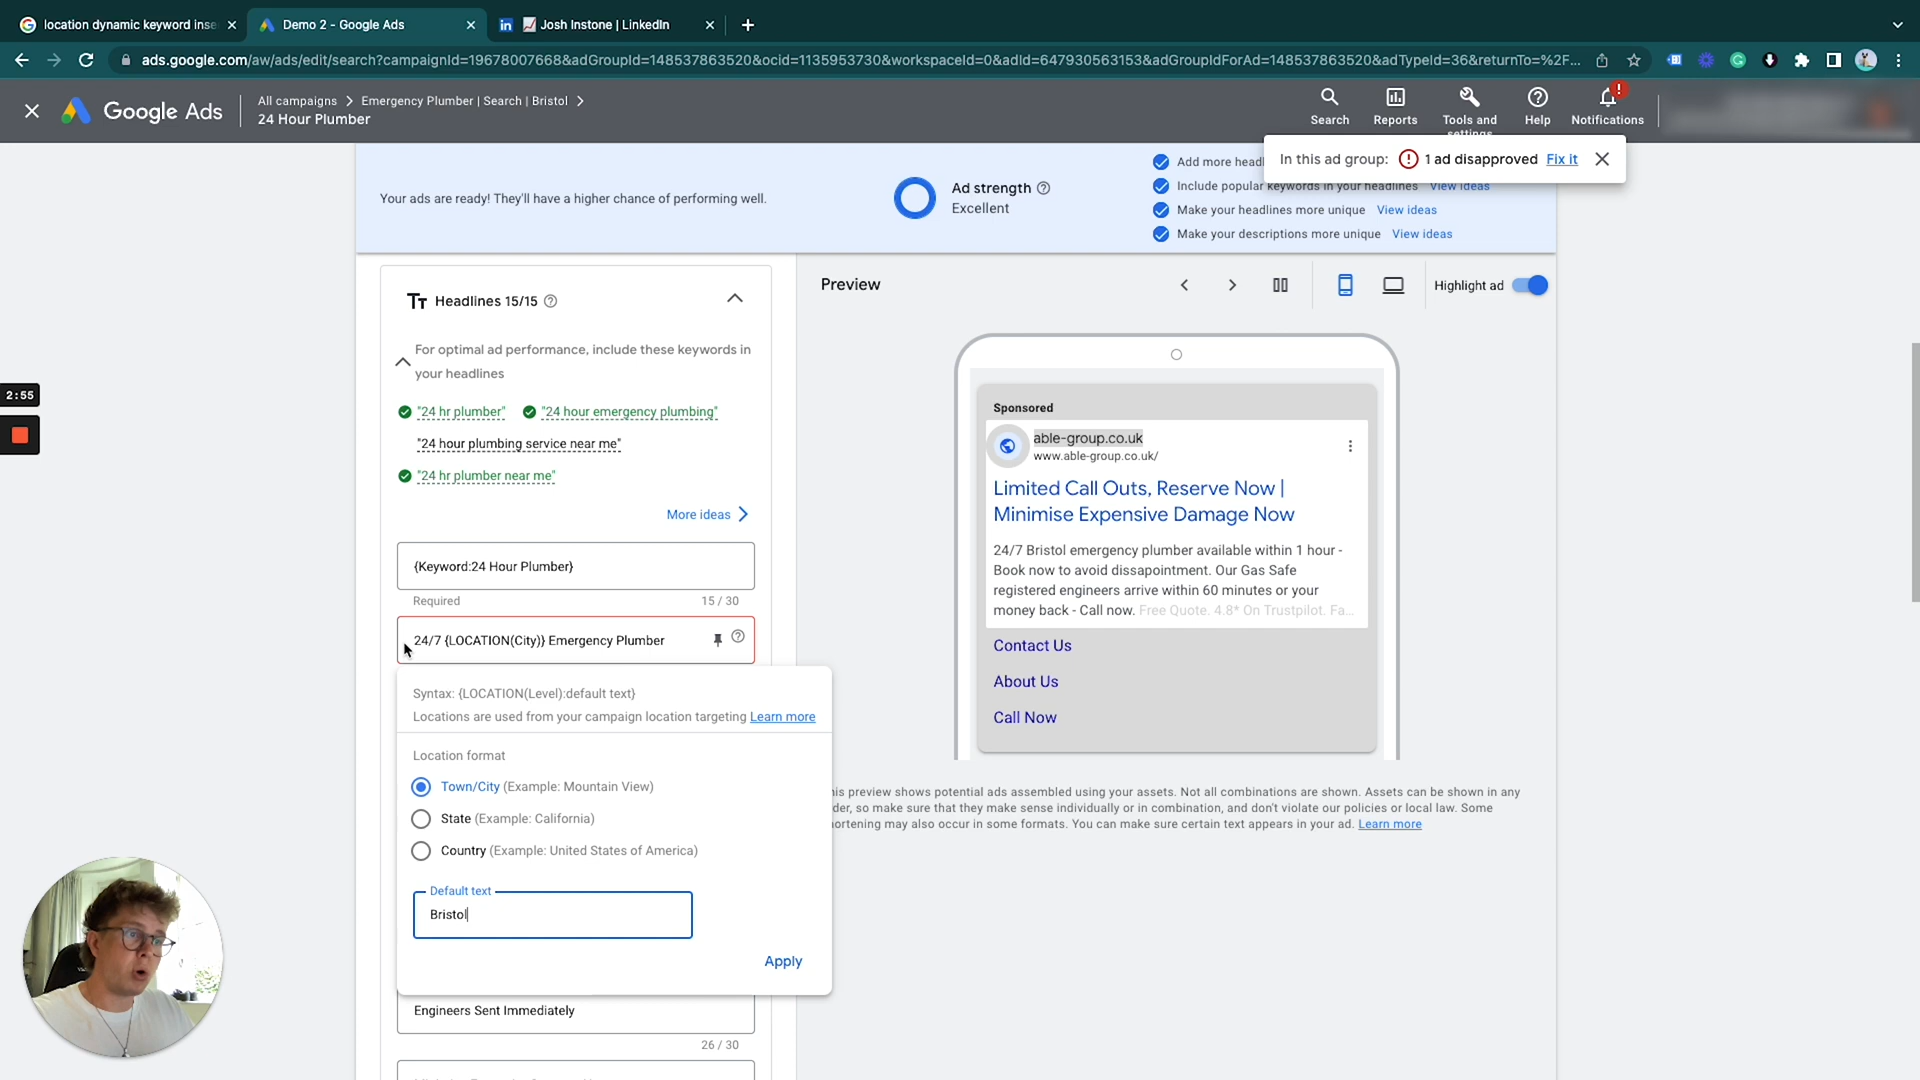 location dynamic keyword inse
Demo 2 - Google Ads
Josh Instone | LinkedIn
ads.google.com/aw/ads/edit/search?campaignId=19678007668&adGroupId=148537863520&ocid=1135953730&workspaceId=0&adId=647930563153&adGroupIdForAd=148537863520&adTypeId=36&returnTo=%2F...
Google Ads
All campaigns > Emergency Plumber | Search | Bristol >
24 Hour Plumber
Search
Reports
Tools and settings
Help
Notifications
In this ad group: 1 ad disapproved Fix it
Your ads are ready! They'll have a higher chance of performing well.
Ad strength
Excellent
Add more headl
Include popular keywords in your headlines View ideas
Make your headlines more unique View ideas
Make your descriptions more unique View ideas
Headlines 15/15
For optimal ad performance, include these keywords in
your headlines
"24 hr plumber" "24 hour emergency plumbing"
"24 hour plumbing service near me"
"24 hr plumber near me"
More ideas
{Keyword:24 Hour Plumber}
Required 15 / 30
24/7 {LOCATION(City)} Emergency Plumber
Syntax: {LOCATION(Level):default text}
Locations are used from your campaign location targeting Learn more
Location format
Town/City (Example: Mountain View)
State (Example: California)
Country (Example: United States of America)
Default text
Bristol
Apply
Engineers Sent Immediately
26 / 30
Preview
Highlight ad
Sponsored
able-group.co.uk
www.able-group.co.uk/
Limited Call Outs, Reserve Now |
Minimise Expensive Damage Now
24/7 Bristol emergency plumber available within 1 hour -
Book now to avoid dissapointment. Our Gas Safe
registered engineers arrive within 60 minutes or your
money back - Call now. Free Quote. 4.8* On Trustpilot. Fa...
Contact Us
About Us
Call Now
his preview shows potential ads assembled using your assets. Not all combinations are shown. Assets can be shown in any
der, so make sure that they make sense individually or in combination, and don't violate our policies or local law. Some
ortening may also occur in some formats. You can make sure certain text appears in your ad. Learn more
2:55